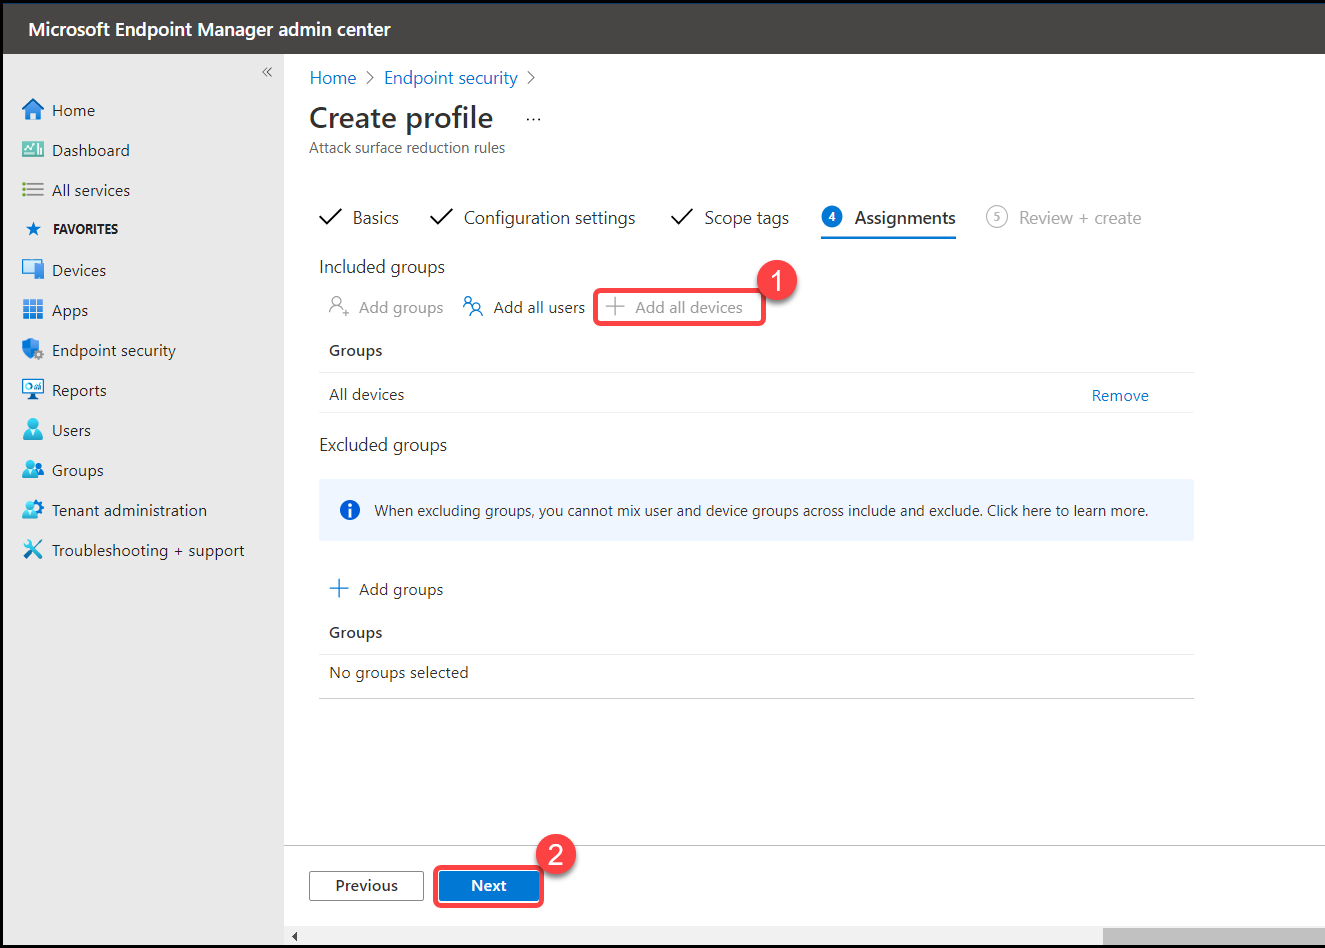 Microsoft Endpoint Manager admin center
«
Home
Dashboard
All services
FAVORITES
Devices
Apps
Endpoint security
Reports
Users
Groups
Tenant administration
Troubleshooting + support
Home > Endpoint security >
Create profile ...
Attack surface reduction rules
Basics Configuration settings Scope tags 4 Assignments 5 Review + create
Included groups
Add groups Add all users + Add all devices 1
Groups
All devices Remove
Excluded groups
When excluding groups, you cannot mix user and device groups across include and exclude. Click here to learn more.
+ Add groups
Groups
No groups selected
Previous Next 2